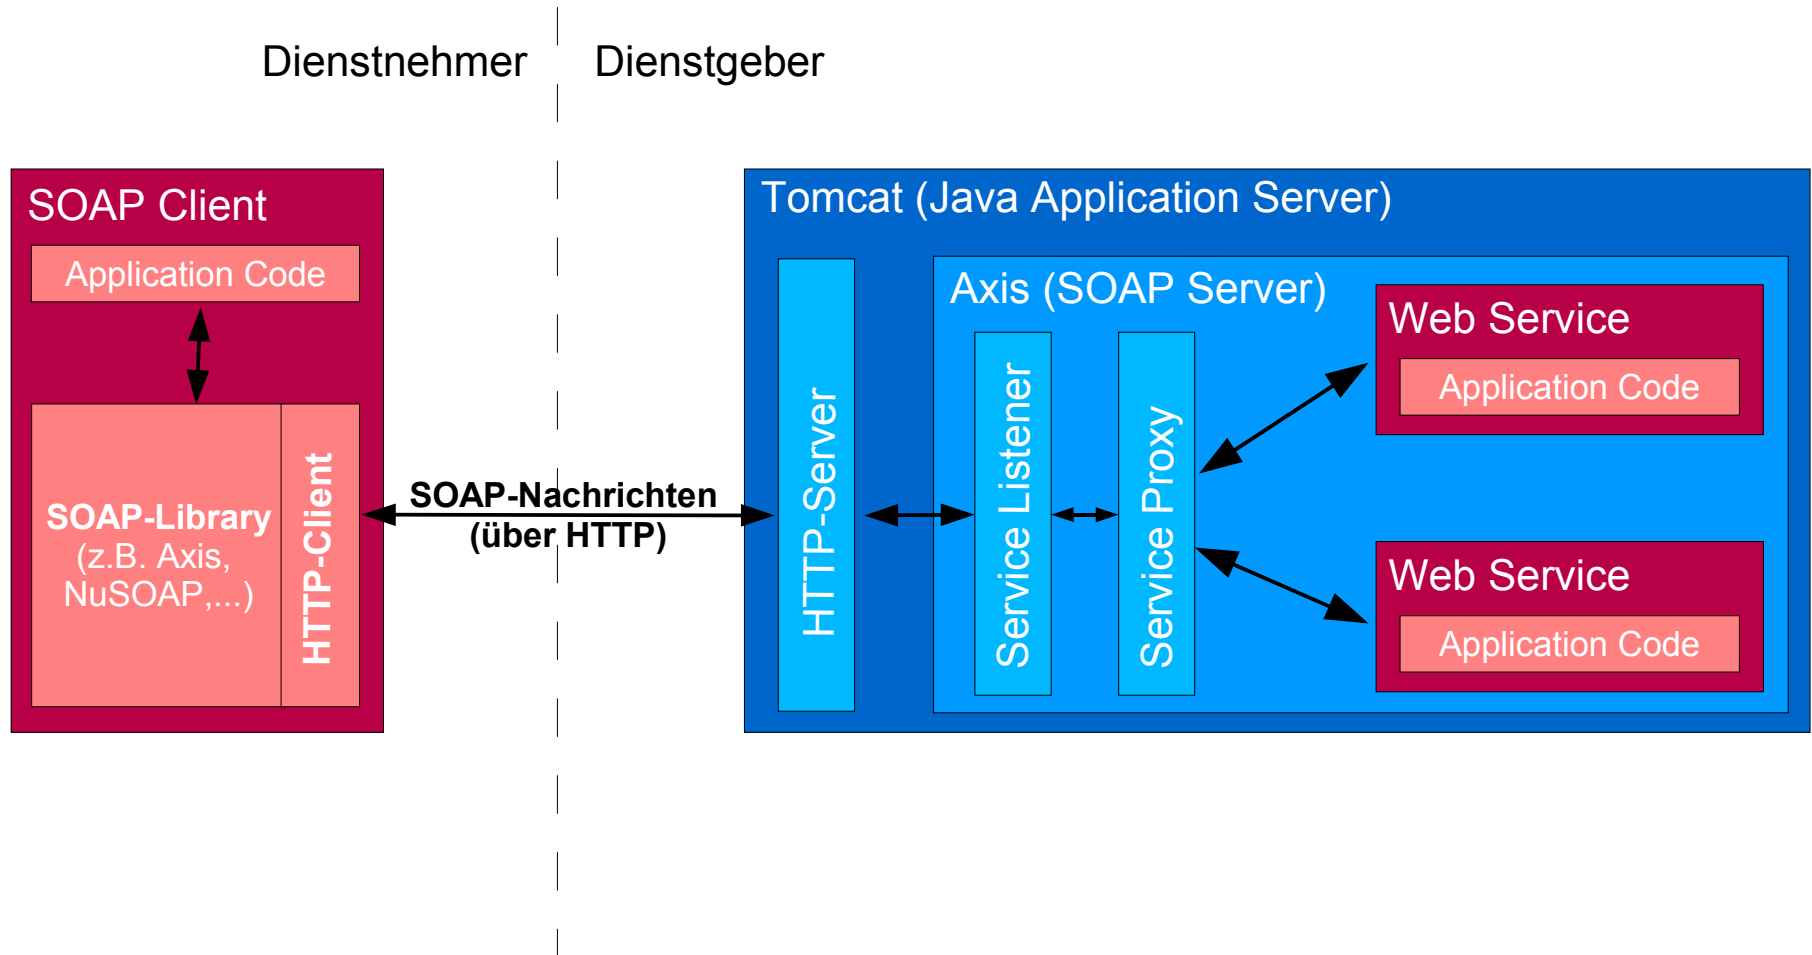 Dienstnehmer
Dienstgeber
SOAP Client
Application Code
SOAP-Library
(z.B. Axis,
NuSOAP,...)
HTTP-Client
SOAP-Nachrichten
(über HTTP)
Tomcat (Java Application Server)
HTTP-Server
Axis (SOAP Server)
Service Listener
Service Proxy
Web Service
Application Code
Web Service
Application Code